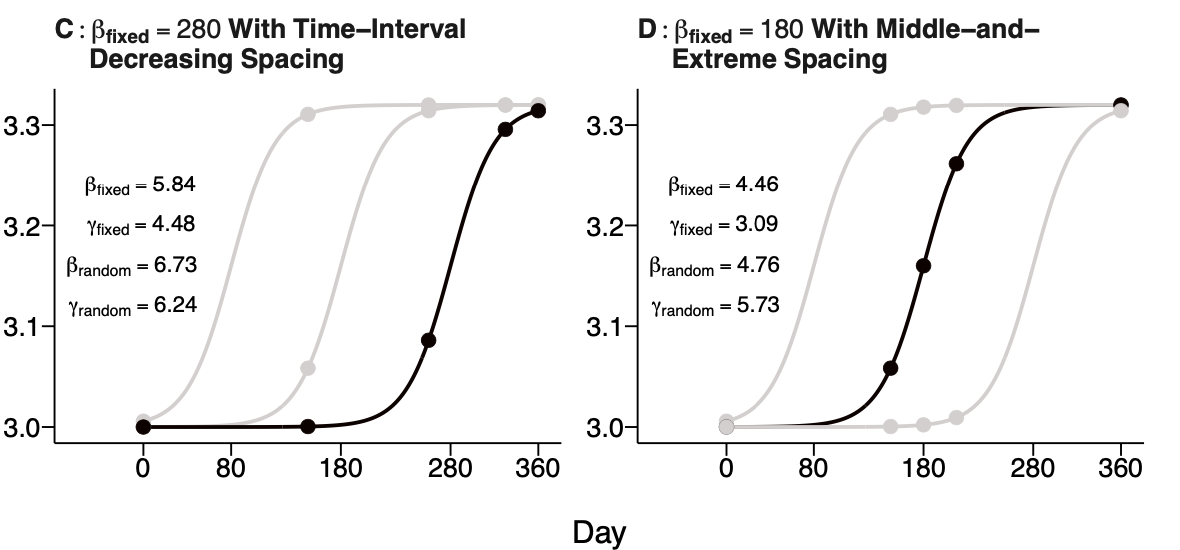 C : βfixed = 280 With Time–Interval
Decreasing Spacing
3.3
3.2
3.1
3.0
βfixed = 5.84
γfixed = 4.48
βrandom = 6.73
γrandom = 6.24
0 80 180 280 360
D : βfixed = 180 With Middle–and–
Extreme Spacing
3.3
3.2
3.1
3.0
βfixed = 4.46
γfixed = 3.09
βrandom = 4.76
γrandom = 5.73
0 80 180 280 360
Day